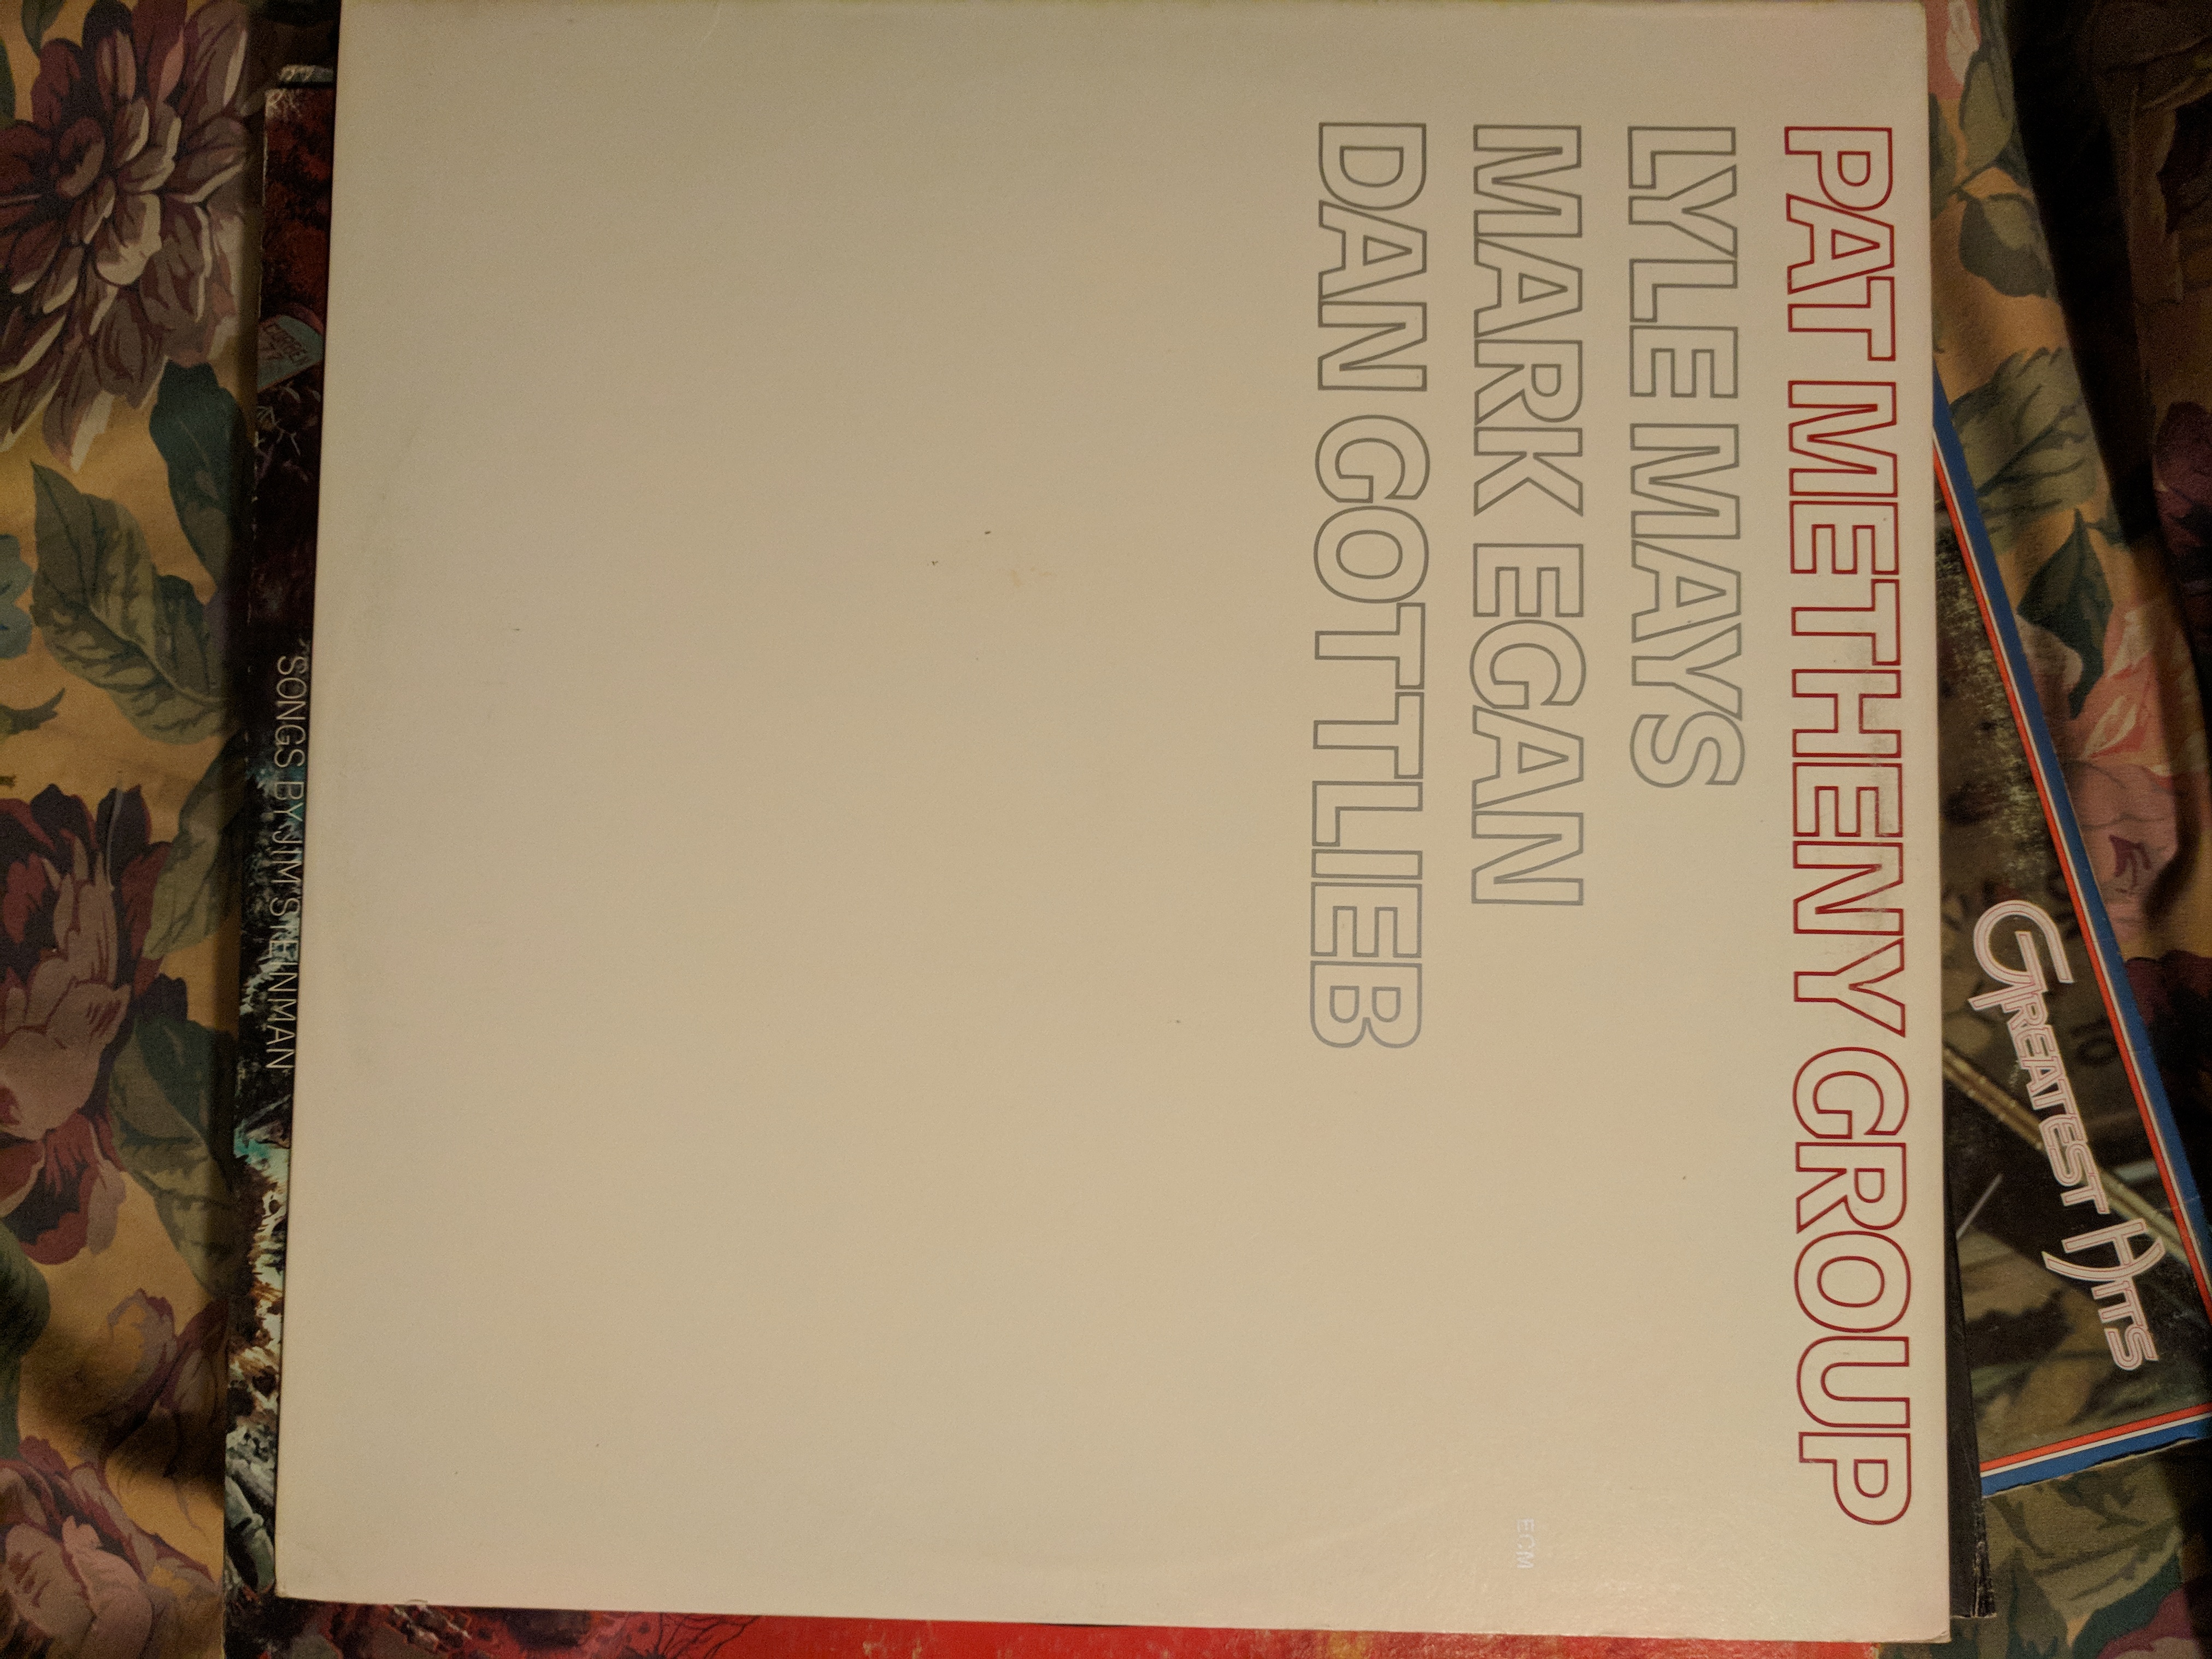 GREATEST HITS
PAT METHENY GROUP
LYLE MAYS
MARK EGAN
ECM
DAN GOTTLIEB
SONGS BY JIM STEINMAN